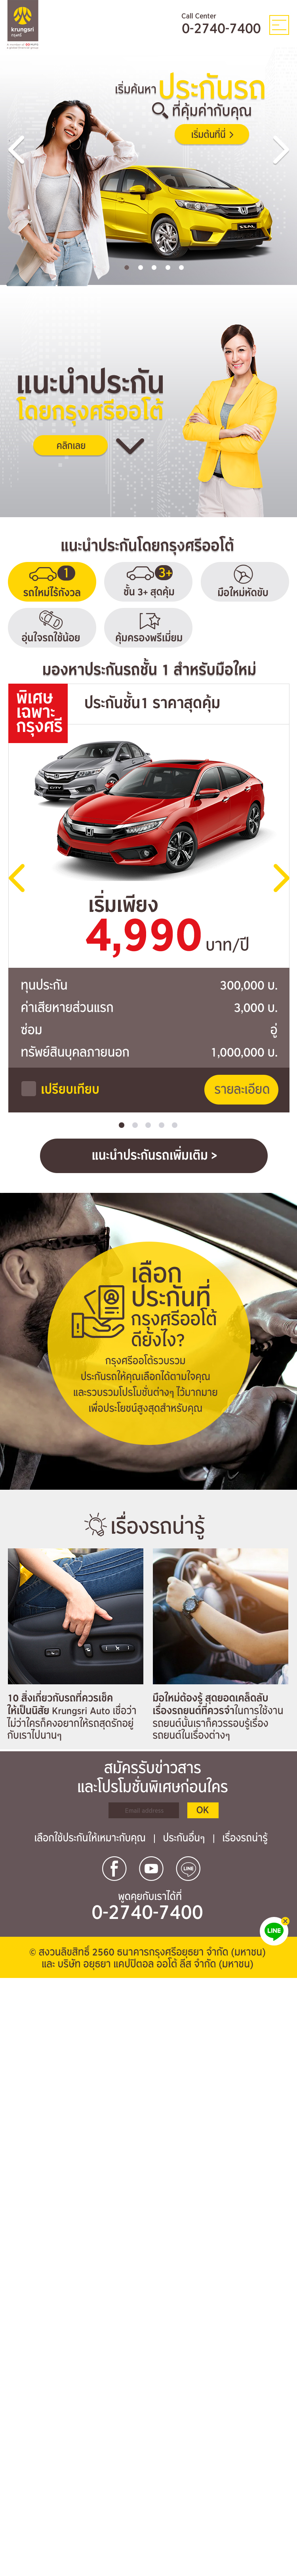 krungsri
กรุงศรี
Call Center
0-2740-7400
เริ่มค้นหา ประกันรถ
ที่คุ้มค่ากับคุณ
เริ่มต้นที่นี่ >
แนะนำประกัน
โดยกรุงศรีออโต้
คลิกเลย
แนะนำประกันโดยกรุงศรีออโต้
1
รถใหม่ไร้กังวล
3+
ชั้น 3+ สุดคุ้ม
มือใหม่หัดขับ
อุ่นใจรถใช้น้อย
คุ้มครองพรีเมี่ยม
มองหาประกันรถชั้น 1 สำหรับมือใหม่
พิเศษ
เฉพาะ
กรุงศรี
ประกันชั้น1 ราคาสุดคุ้ม
เริ่มเพียง
4,990 บาท/ปี
ทุนประกัน 300,000 บ.
ค่าเสียหายส่วนแรก 3,000 บ.
ซ่อม อู่
ทรัพย์สินบุคคลภายนอก 1,000,000 บ.
เปรียบเทียบ
รายละเอียด
แนะนำประกันรถเพิ่มเติม >
เลือก
ประกันที่
กรุงศรีออโต้
ดียังไง?
กรุงศรีออโต้รวบรวม
ประกันรถให้คุณเลือกได้ตามใจคุณ
และรวบรวมโปรโมชั่นต่างๆ ไว้มากมาย
เพื่อประโยชน์สูงสุดสำหรับคุณ
เรื่องรถน่ารู้
10 สิ่งเกี่ยวกับรถที่ควรเช็ค
ให้เป็นนิสัย Krungsri Auto เชื่อว่า
ไม่ว่าใครก็คงอยากให้รถสุดรักอยู่
กับเราไปนานๆ
มือใหม่ต้องรู้ สุดยอดเคล็ดลับ
เรื่องรถยนต์ที่ควรจำในการใช้งาน
รถยนต์นั้นเราก็ควรรอบรู้เรื่อง
รถยนต์ในเรื่องต่างๆ
สมัครรับข่าวสาร
และโปรโมชั่นพิเศษก่อนใคร
Email address
OK
เลือกใช้ประกันให้เหมาะกับคุณ | ประกันอื่นๆ | เรื่องรถน่ารู้
LINE
พูดคุยกับเราได้ที่
0-2740-7400
LINE
© สงวนลิขสิทธิ์ 2560 ธนาคารกรุงศรีอยุธยา จำกัด (มหาชน)
และ บริษัท อยุธยา แคปปิตอล ออโต้ ลีส จำกัด (มหาชน)